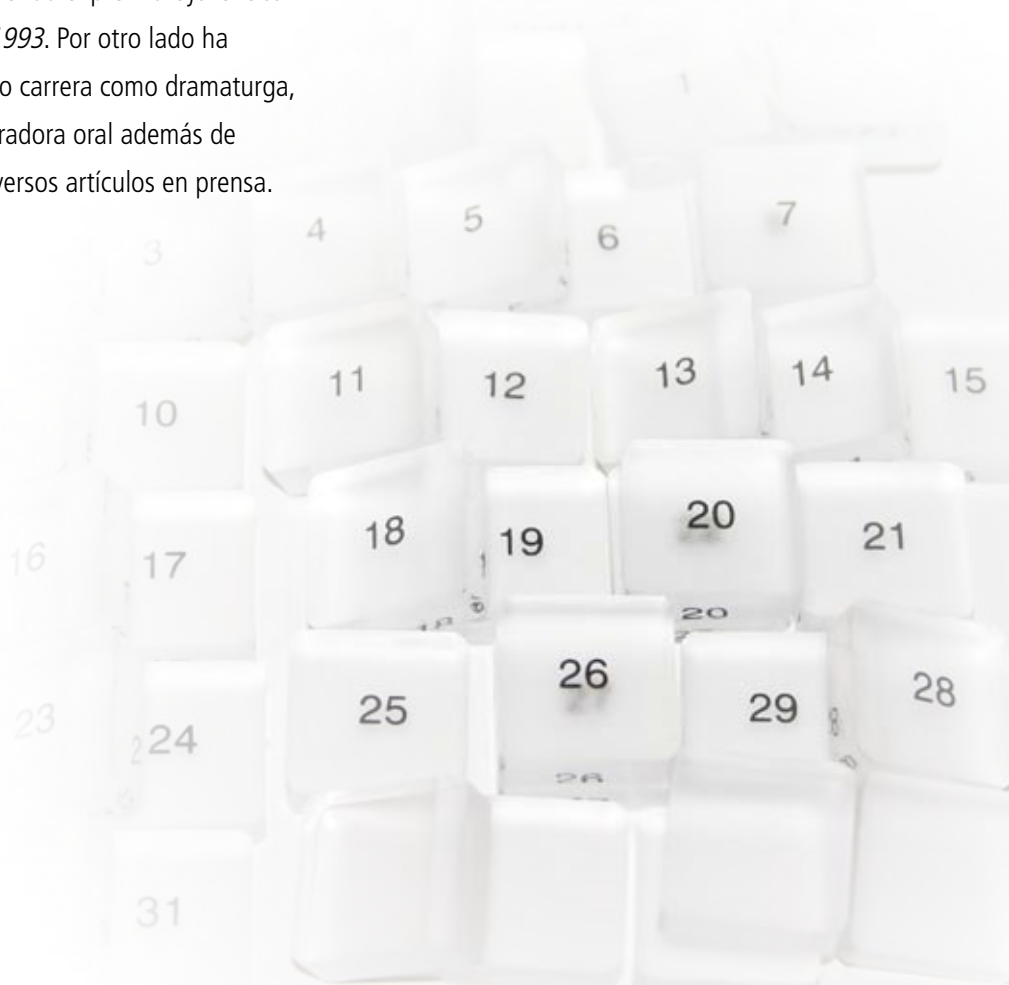 993. Por otro lado ha
o carrera como dramaturga,
radora oral además de
versos artículos en prensa.
1
3 4 5 6 7
10 11 12 13 14 15
16 17 18 19 20 21
20
23 24 25 26 29 28
26
31